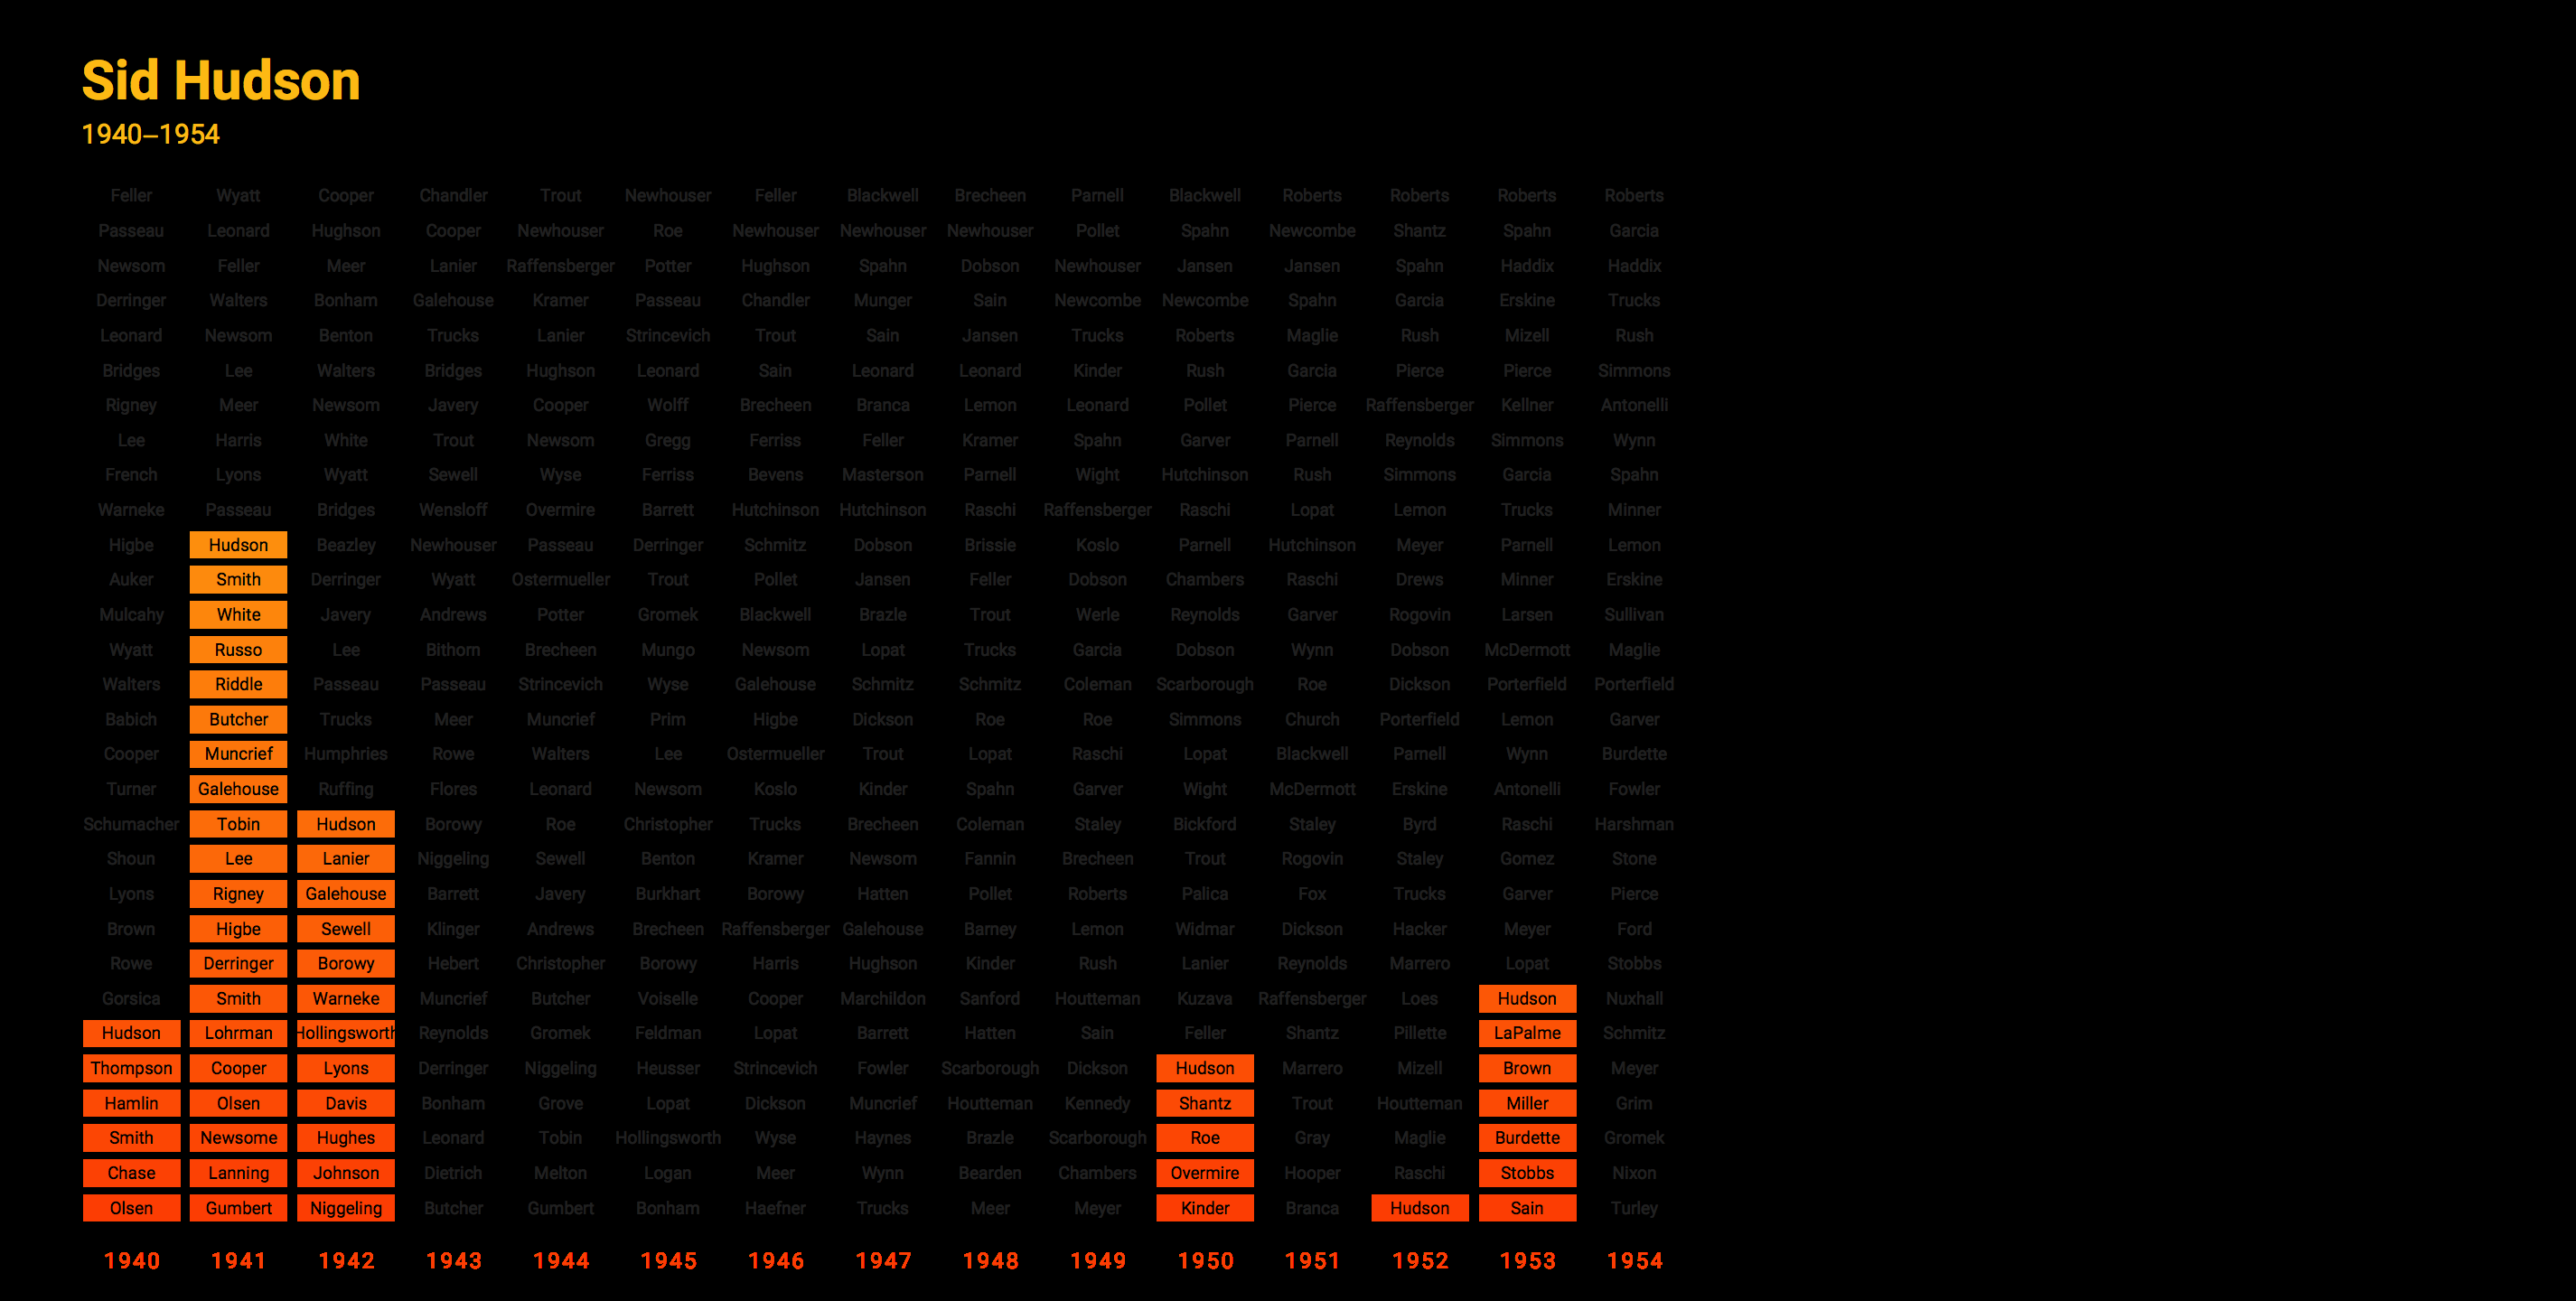 Sid Hudson
1940–1954
Feller Wyatt Cooper Chandler Trout Newhouser Feller Blackwell Brecheen Parnell Blackwell Roberts Roberts Roberts Roberts
Passeau Leonard Hughson Cooper Newhouser Roe Newhouser Newhouser Newhouser Pollet Spahn Newcombe Shantz Spahn Garcia
Newsom Feller Meer Lanier Raffensberger Potter Hughson Spahn Dobson Newhouser Jansen Jansen Spahn Haddix Haddix
Derringer Walters Bonham Galehouse Kramer Passeau Chandler Munger Sain Newcombe Newcombe Spahn Garcia Erskine Trucks
Leonard Newsom Benton Trucks Lanier Strincevich Trout Sain Jansen Trucks Roberts Maglie Rush Mizell Rush
Bridges Lee Walters Bridges Hughson Leonard Sain Leonard Leonard Kinder Rush Garcia Pierce Pierce Simmons
Rigney Meer Newsom Javery Cooper Wolff Brecheen Branca Lemon Leonard Pollet Pierce Raffensberger Kellner Antonelli
Lee Harris White Trout Newsom Gregg Ferriss Feller Kramer Spahn Garver Parnell Reynolds Simmons Wynn
French Lyons Wyatt Sewell Wyse Ferriss Bevens Masterson Parnell Wight Hutchinson Rush Simmons Garcia Spahn
Warneke Passeau Bridges Wensloff Overmire Barrett Hutchinson Hutchinson Raschi Raffensberger Raschi Lopat Lemon Trucks Minner
Higbe Hudson Beazley Newhouser Passeau Derringer Schmitz Dobson Brissie Koslo Parnell Hutchinson Meyer Parnell Lemon
Auker Smith Derringer Wyatt Ostermueller Trout Pollet Jansen Feller Dobson Chambers Raschi Drews Minner Erskine
Mulcahy White Javery Andrews Potter Gromek Blackwell Brazle Trout Werle Reynolds Garver Rogovin Larsen Sullivan
Wyatt Russo Lee Bithorn Brecheen Mungo Newsom Lopat Trucks Garcia Dobson Wynn Dobson McDermott Maglie
Walters Riddle Passeau Passeau Strincevich Wyse Galehouse Schmitz Schmitz Coleman Scarborough Roe Dickson Porterfield Porterfield
Babich Butcher Trucks Meer Muncrief Prim Higbe Dickson Roe Roe Simmons Church Porterfield Lemon Garver
Cooper Muncrief Humphries Rowe Walters Lee Ostermueller Trout Lopat Raschi Lopat Blackwell Parnell Wynn Burdette
Turner Galehouse Ruffing Flores Leonard Newsom Koslo Kinder Spahn Garver Wight McDermott Erskine Antonelli Fowler
Schumacher Tobin Hudson Borowy Roe Christopher Trucks Brecheen Coleman Staley Bickford Staley Byrd Raschi Harshman
Shoun Lee Lanier Niggeling Sewell Benton Kramer Newsom Fannin Brecheen Trout Rogovin Staley Gomez Stone
Lyons Rigney Galehouse Barrett Javery Burkhart Borowy Hatten Pollet Roberts Palica Fox Trucks Garver Pierce
Brown Higbe Sewell Klinger Andrews Brecheen Raffensberger Galehouse Barney Lemon Widmar Dickson Hacker Meyer Ford
Rowe Derringer Borowy Hebert Christopher Borowy Harris Hughson Kinder Rush Lanier Reynolds Marrero Lopat Stobbs
Gorsica Smith Warneke Muncrief Butcher Voiselle Cooper Marchildon Sanford Houtteman Kuzava Raffensberger Loes Hudson Nuxhall
Hudson Lohrman Hollingsworth Reynolds Gromek Feldman Lopat Barrett Hatten Sain Feller Shantz Pillette LaPalme Schmitz
Thompson Cooper Lyons Derringer Niggeling Heusser Strincevich Fowler Scarborough Dickson Hudson Marrero Mizell Brown Meyer
Hamlin Olsen Davis Bonham Grove Lopat Dickson Muncrief Houtteman Kennedy Shantz Trout Houtteman Miller Grim
Smith Newsome Hughes Leonard Tobin Hollingsworth Wyse Haynes Brazle Scarborough Roe Gray Maglie Burdette Gromek
Chase Lanning Johnson Dietrich Melton Logan Meer Wynn Bearden Chambers Overmire Hooper Raschi Stobbs Nixon
Olsen Gumbert Niggeling Butcher Gumbert Bonham Haefner Trucks Meer Meyer Kinder Branca Hudson Sain Turley
1940 1941 1942 1943 1944 1945 1946 1947 1948 1949 1950 1951 1952 1953 1954